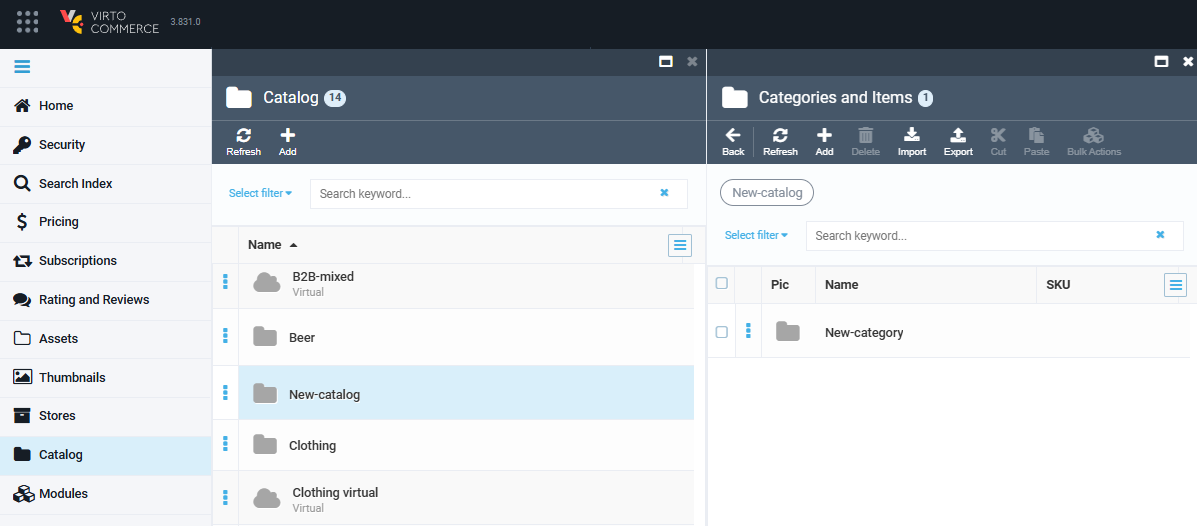 VIRTO
COMMERCE
3.831.0
Home
Security
Search Index
Pricing
Subscriptions
Rating and Reviews
Assets
Thumbnails
Stores
Catalog
Modules
Catalog 14
Refresh Add
Select filter Search keyword...
Name
B2B-mixed
Virtual
Beer
New-catalog
Clothing
Clothing virtual
Virtual
Categories and Items 1
Back Refresh Add Delete Import Export Cut Paste Bulk Actions
New-catalog
Select filter Search keyword...
Pic Name SKU
New-category